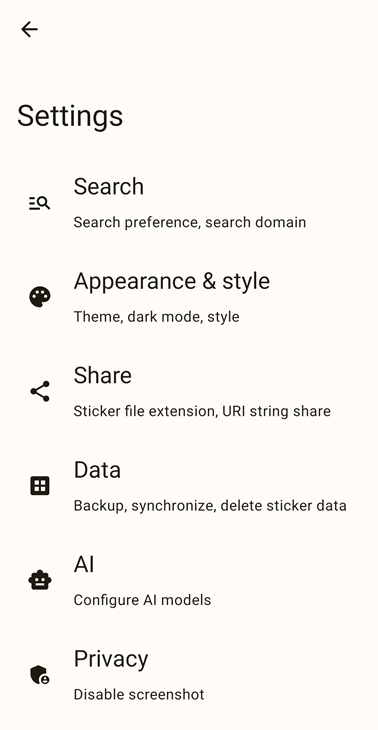 Settings
Search
Search preference, search domain
Appearance & style
Theme, dark mode, style
Share
Sticker file extension, URI string share
Data
Backup, synchronize, delete sticker data
AI
Configure AI models
Privacy
Disable screenshot